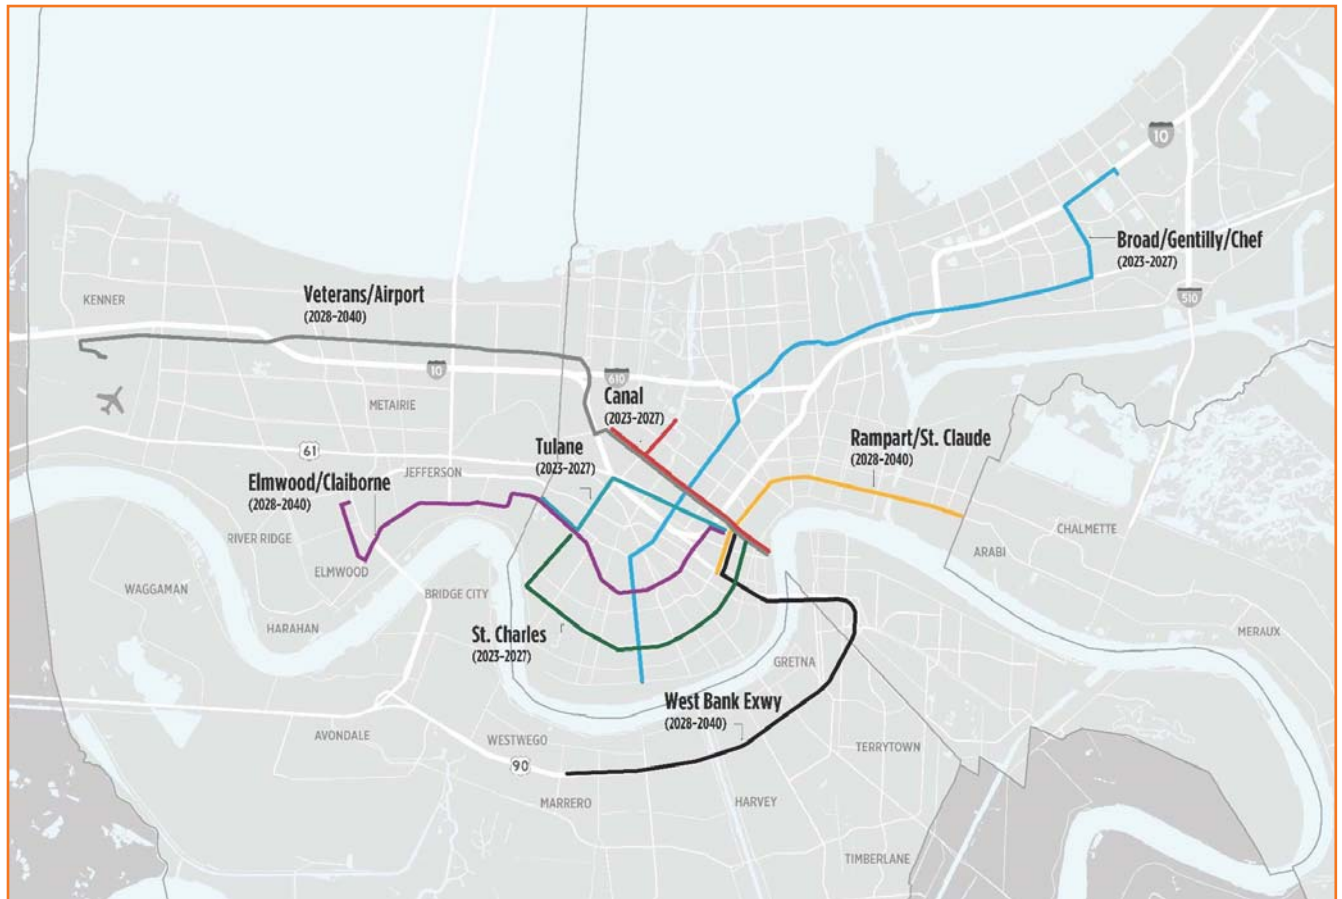 10
Broad/Gentilly/Chef
(2023-2027)
510
KENNER
Veterans/Airport
(2028-2040)
10
610
METAIRIE
Canal
(2023-2027)
61
Tulane
(2023-2027)
Rampart/St. Claude
(2028-2040)
JEFFERSON
Elmwood/Claiborne
(2028-2040)
RIVER RIDGE
ELMWOOD
CHALMETTE
ARABI
WAGGAMAN
BRIDGE CITY
HARAHAN
St. Charles
(2023-2027)
MERAUX
GRETNA
West Bank Exwy
(2028-2040)
AVONDALE
WESTWEGO
TERRYTOWN
90
MARRERO
HARVEY
TIMBERLANE